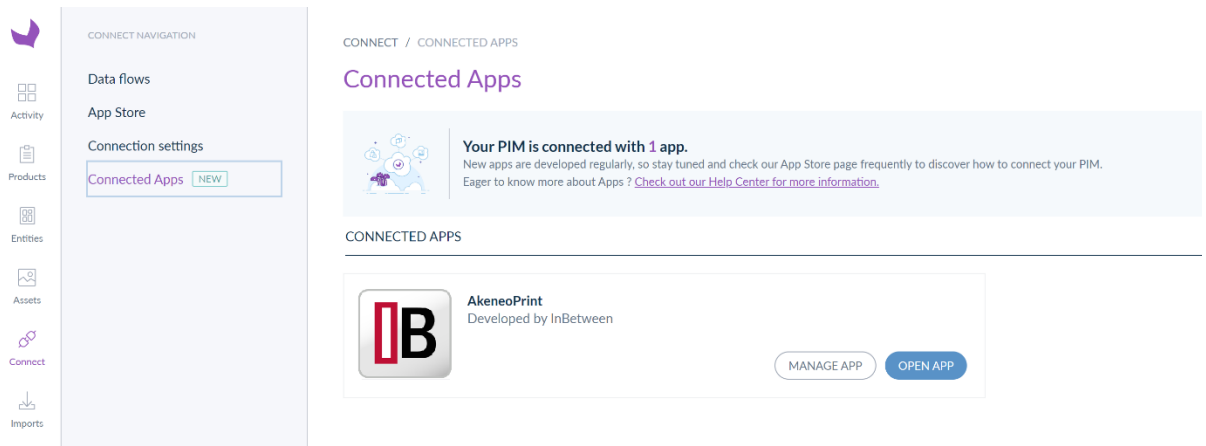 Activity
Products
Entities
Assets
Connect
Imports
CONNECT NAVIGATION
Data flows
App Store
Connection settings
Connected Apps NEW
CONNECT / CONNECTED APPS
Connected Apps
Your PIM is connected with 1 app.
New apps are developed regularly, so stay tuned and check our App Store page frequently to discover how to connect your PIM.
Eager to know more about Apps ? Check out our Help Center for more information.
CONNECTED APPS
IB
AkeneoPrint
Developed by InBetween
MANAGE APP OPEN APP